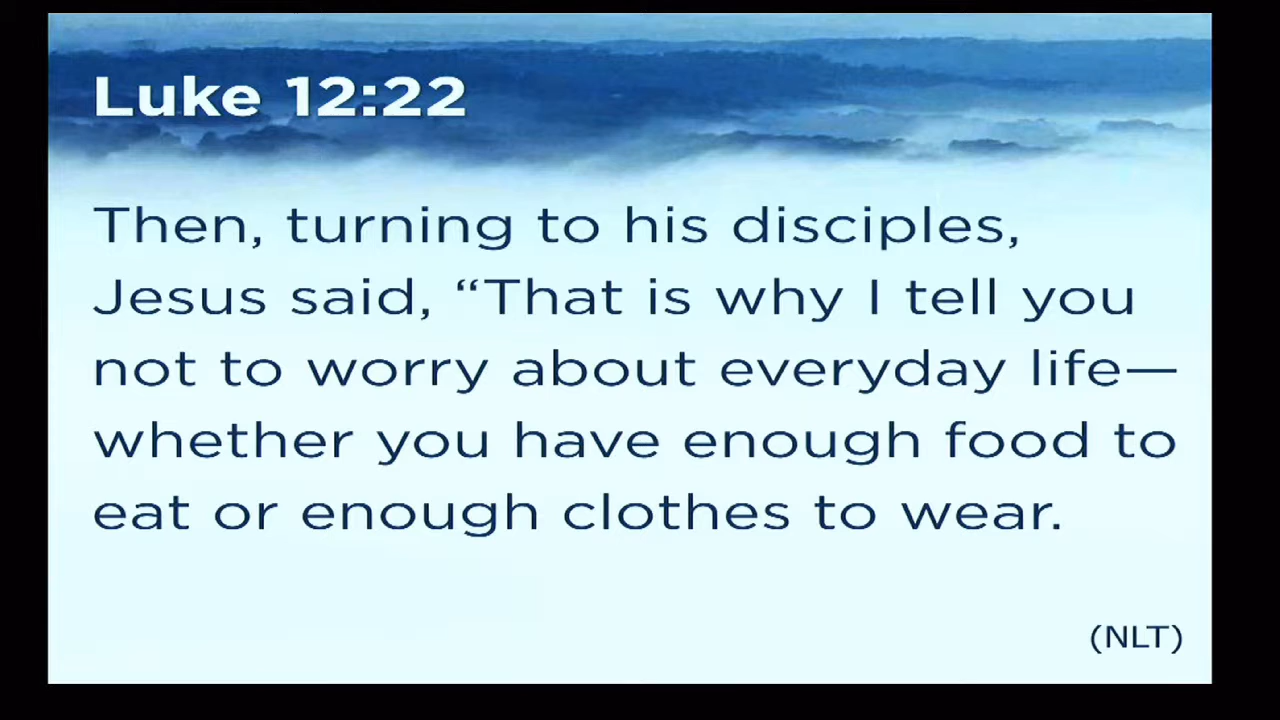 Luke 12:22
Then, turning to his disciples,
Jesus said, “That is why I tell you
not to worry about everyday life—
whether you have enough food to
eat or enough clothes to wear.
(NLT)